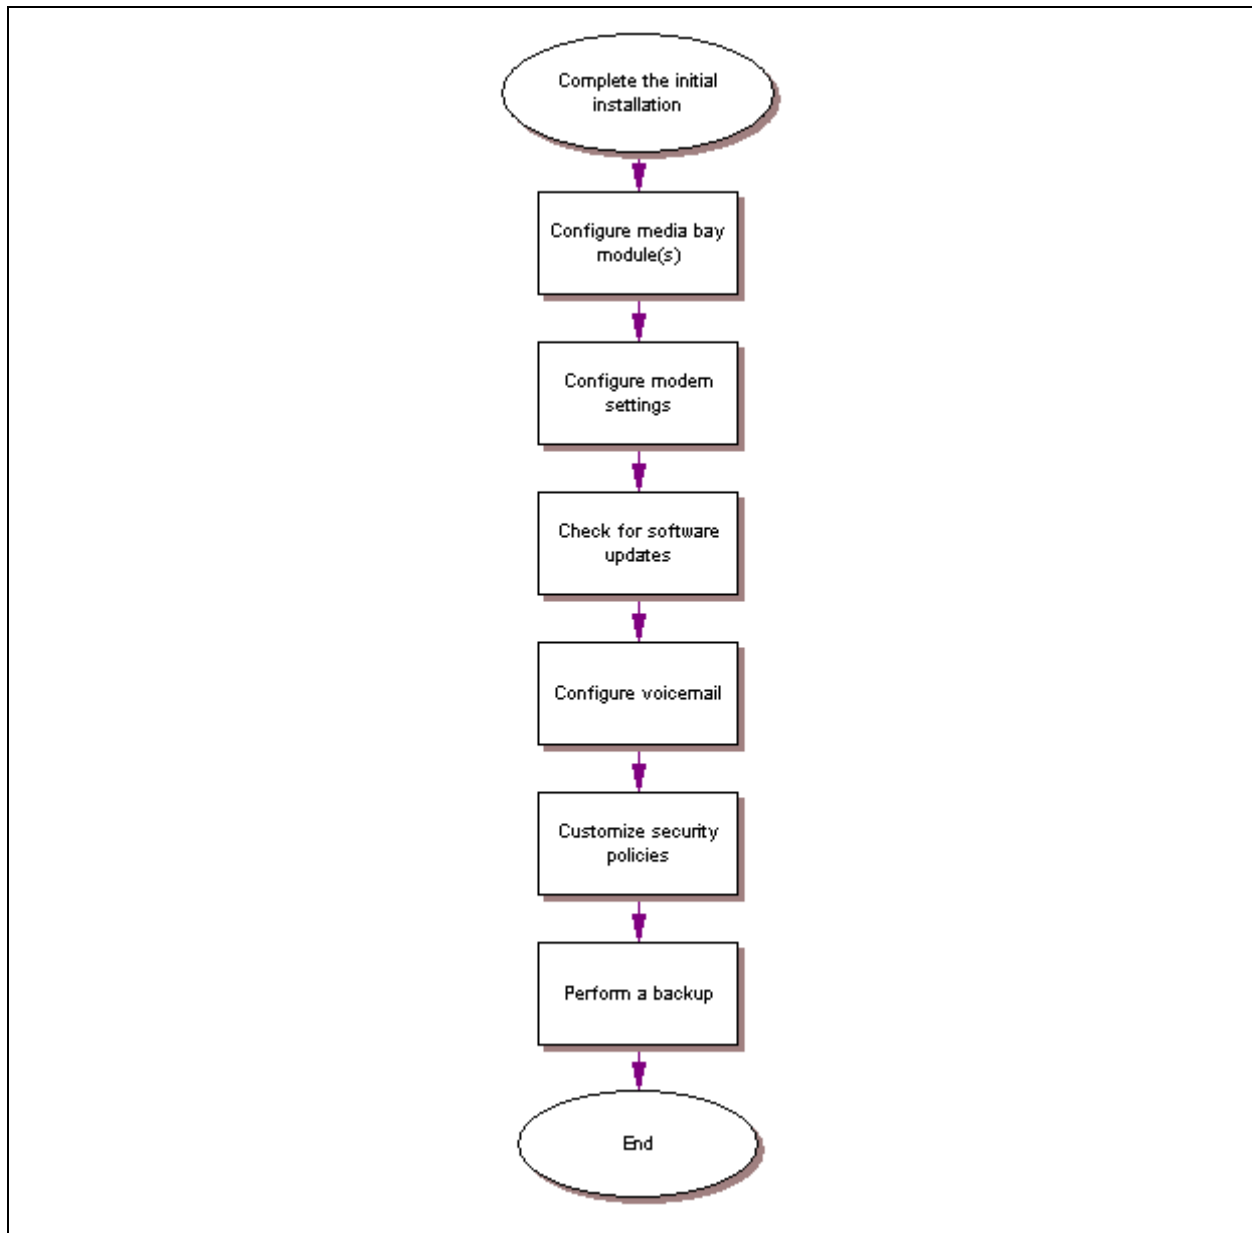 Complete the initial
installation
Configure media bay
module(s)
Configure modem
settings
Check for software
updates
Configure voicemail
Customize security
policies
Perform a backup
End